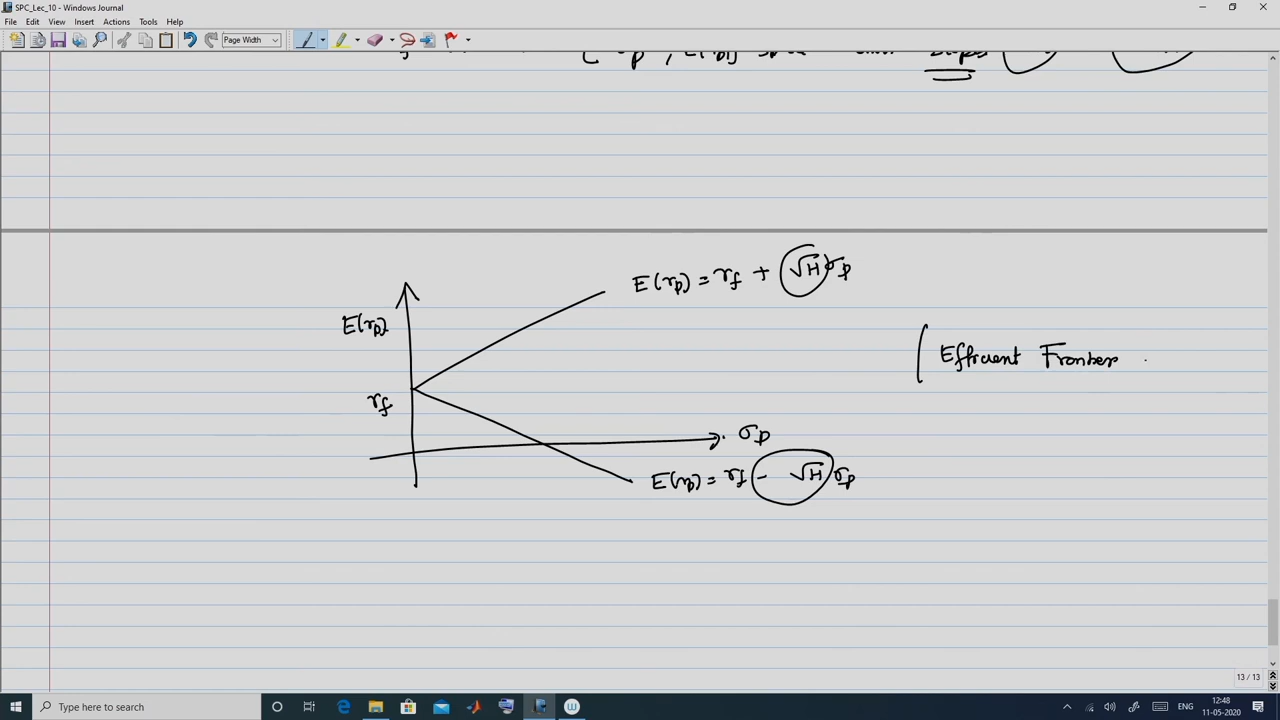 SPC_Lec_10 - Windows Journal
File Edit View Insert Actions Tools Help
Page Width
E(rp) = rf + √H σp
E(rp)
(Efficient Frontier
rf
σp
E(rp) = rf - √H σp
13 / 13
Type here to search
ENG
12:48
11-05-2020